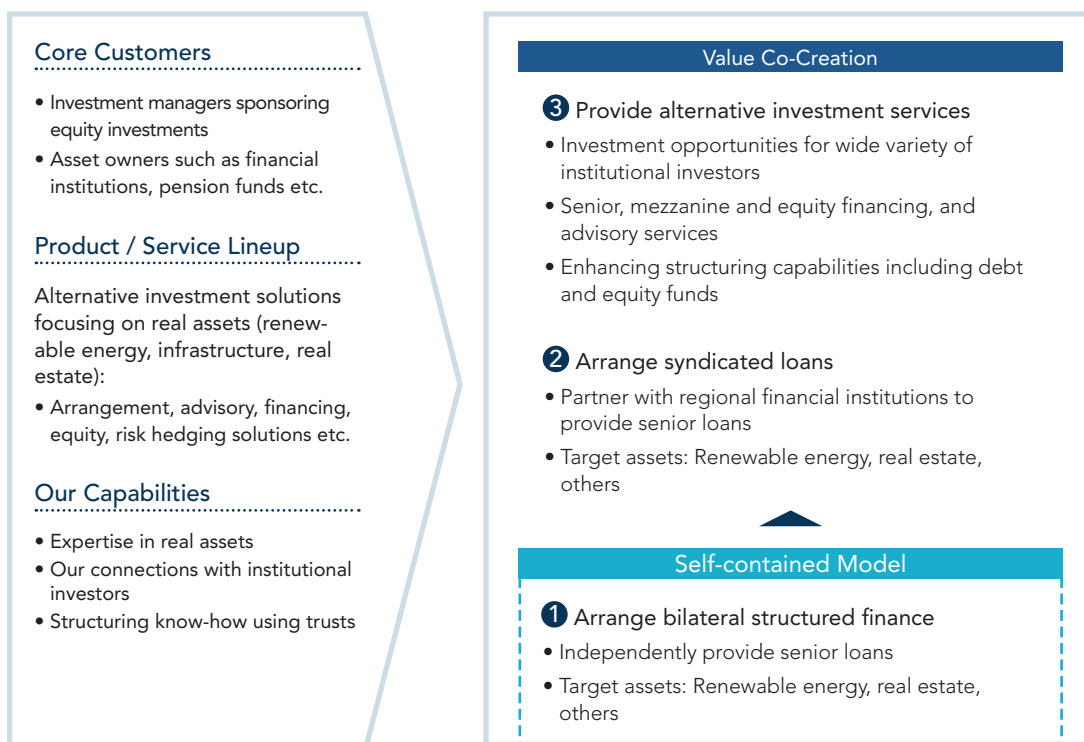 Core Customers
• Investment managers sponsoring
equity investments
• Asset owners such as financial
institutions, pension funds etc.
Product / Service Lineup
Alternative investment solutions
focusing on real assets (renew-
able energy, infrastructure, real
estate):
• Arrangement, advisory, financing,
equity, risk hedging solutions etc.
Our Capabilities
• Expertise in real assets
• Our connections with institutional
investors
• Structuring know-how using trusts
Value Co-Creation
3 Provide alternative investment services
• Investment opportunities for wide variety of
institutional investors
• Senior, mezzanine and equity financing, and
advisory services
• Enhancing structuring capabilities including debt
and equity funds
2 Arrange syndicated loans
• Partner with regional financial institutions to
provide senior loans
• Target assets: Renewable energy, real estate,
others
Self-contained Model
1 Arrange bilateral structured finance
• Independently provide senior loans
• Target assets: Renewable energy, real estate,
others